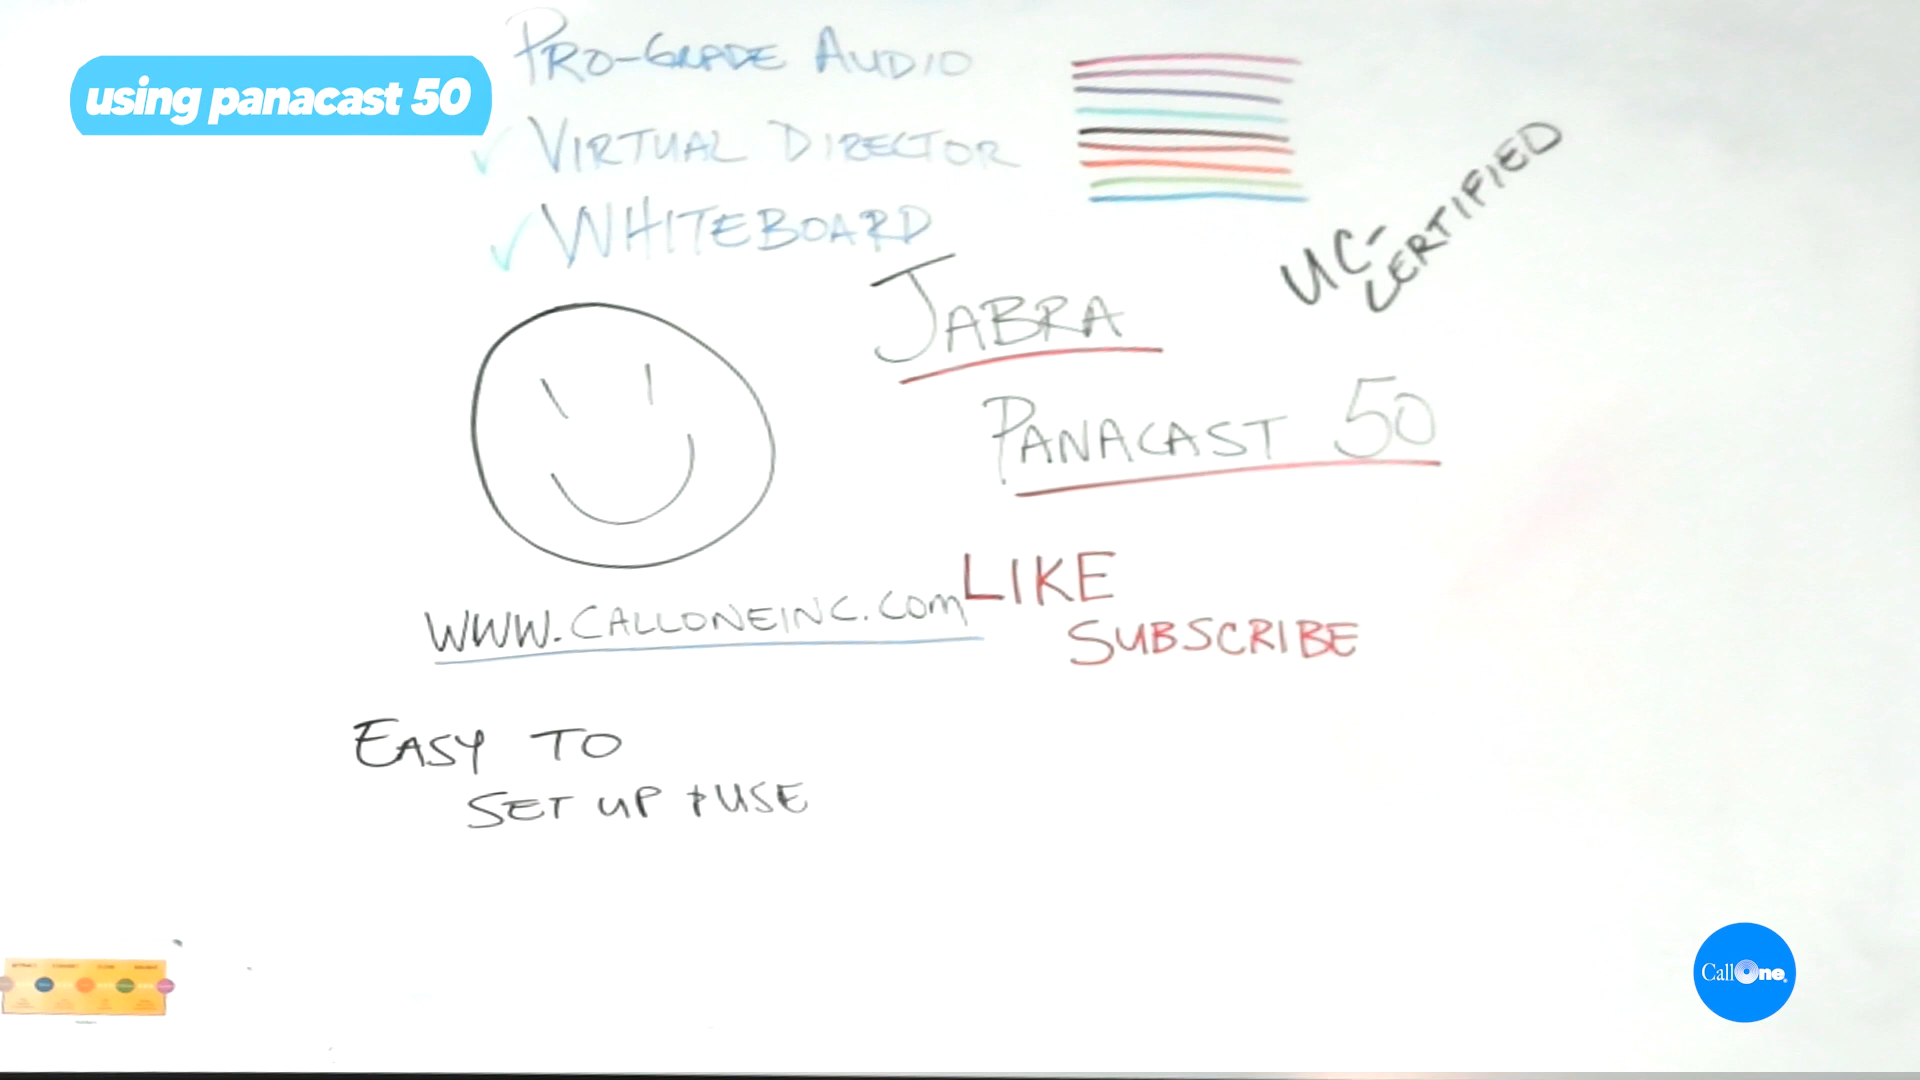 using panacast 50
PRO-GRADE AUDIO
✓ VIRTUAL DIRECTOR
✓ WHITEBOARD
UC-
CERTIFIED
JABRA
PANACAST 50
LIKE
SUBSCRIBE
WWW.CALLONEINC.COM
EASY TO
SET UP + USE
CallOne